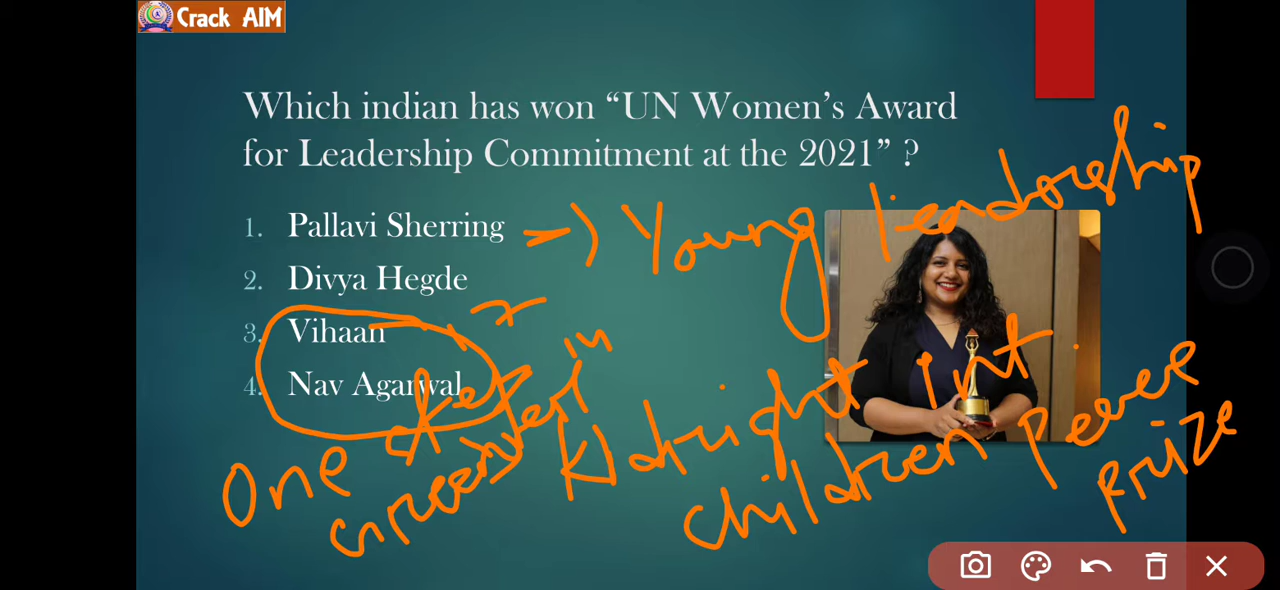 Crack AIM
Which indian has won “UN Women’s Award
for Leadership Commitment at the 2021” ?
1. Pallavi Sherring
Young Leadership
2. Divya Hegde
3. Vihaan
4. Nav Agarwal
One step
greener
Kidright int.
children peace
prize